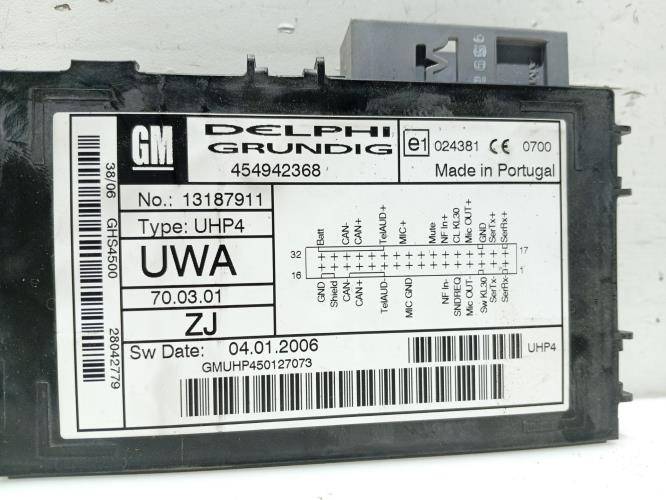 GM
DELPHI
GRUNDIG
454942368
e1 024381 CE 0700
Made in Portugal
No.: 13187911
Type: UHP4
UWA
70.03.01
ZJ
Sw Date: 04.01.2006
GMUHP450127073
UHP4
38/06 GHS4500 28042779
Batt CAN- CAN+ TelAUD+ MIC+ Mute NF In+ CL KL30 Mic OUT+ GND SerTx+ SerRx+
32 17
16 1
GND Shield CAN- CAN+ TelAUD- MIC GND NF In- SNDREQ Mic OUT- Sw KL30 SerTx- SerRx-